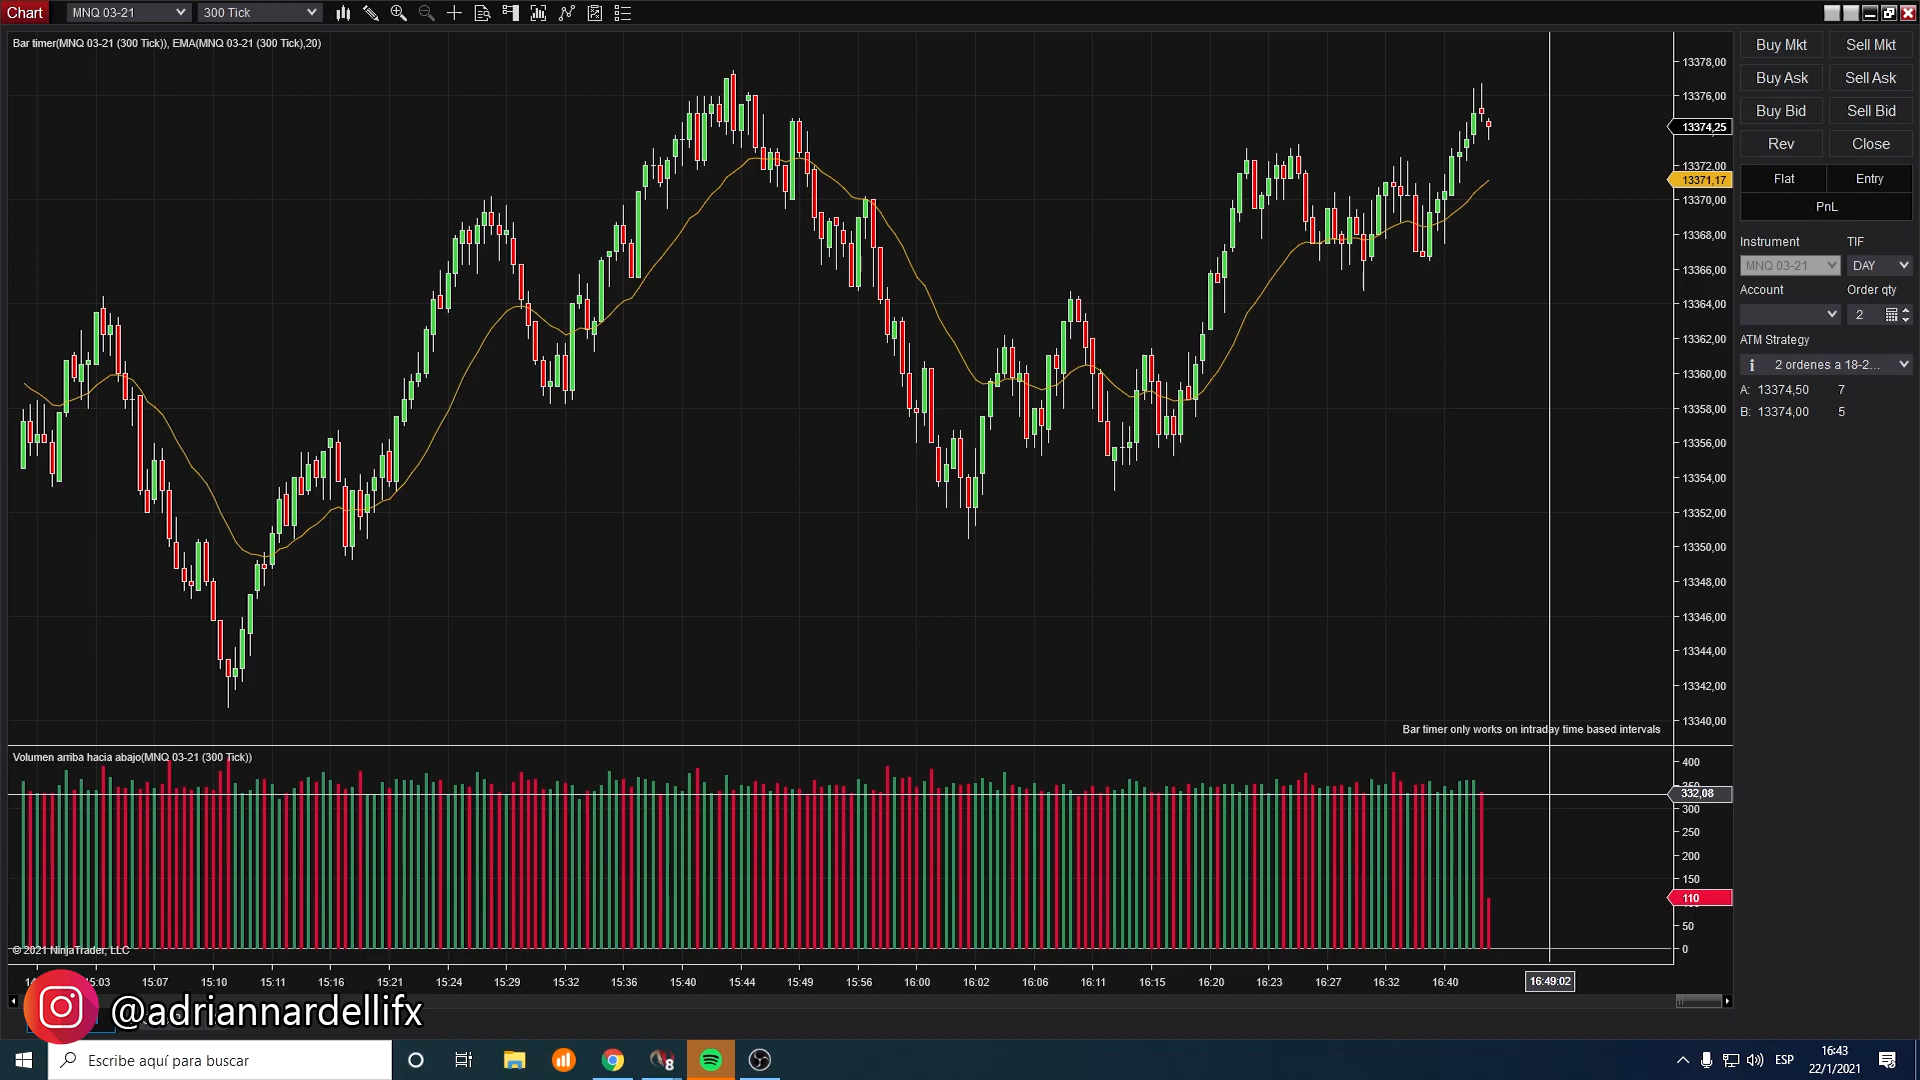 Chart MNQ 03-21 300 Tick
Bar timer(MNQ 03-21 (300 Tick)), EMA(MNQ 03-21 (300 Tick),20)
13378,00
13376,00
13374,25
13372,00
13371,17
13370,00
13368,00
13366,00
13364,00
13362,00
13360,00
13358,00
13356,00
13354,00
13352,00
13350,00
13348,00
13346,00
13344,00
13342,00
13340,00
Bar timer only works on intraday time based intervals
Volumen arriba hacia abajo(MNQ 03-21 (300 Tick))
400
332,08
300
250
200
150
110
50
0
© 2021 NinjaTrader, LLC
15:03 15:07 15:10 15:11 15:16 15:21 15:24 15:29 15:32 15:36 15:40 15:44 15:49 15:56 16:00 16:02 16:06 16:11 16:15 16:20 16:23 16:27 16:32 16:40 16:49:02
Buy Mkt Sell Mkt
Buy Ask Sell Ask
Buy Bid Sell Bid
Rev Close
Flat Entry
PnL
Instrument TIF
MNQ 03-21 DAY
Account Order qty
2
ATM Strategy
2 ordenes a 18-2...
A: 13374,50 7
B: 13374,00 5
@adriannardellifx
Escribe aquí para buscar
8
ESP
16:43
22/1/2021